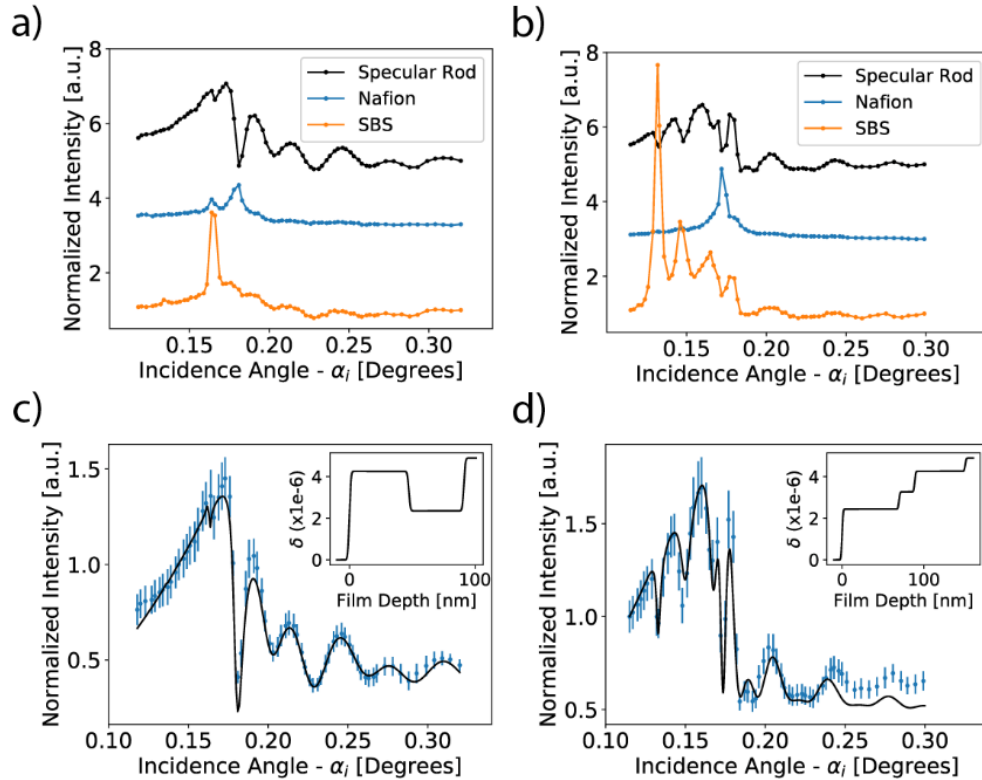 a)
Normalized Intensity [a.u.]
8
6
4
2
Specular Rod
Nafion
SBS
0.15 0.20 0.25 0.30
Incidence Angle - αi [Degrees]
b)
Normalized Intensity [a.u.]
8
6
4
2
Specular Rod
Nafion
SBS
0.15 0.20 0.25 0.30
Incidence Angle - αi [Degrees]
c)
Normalized Intensity [a.u.]
1.5
1.0
0.5
δ (x1e-6)
4
2
0
0 100
Film Depth [nm]
0.10 0.15 0.20 0.25 0.30
Incidence Angle - αi [Degrees]
d)
Normalized Intensity [a.u.]
1.5
1.0
0.5
δ (x1e-6)
4
2
0
0 100
Film Depth [nm]
0.10 0.15 0.20 0.25 0.30
Incidence Angle - αi [Degrees]